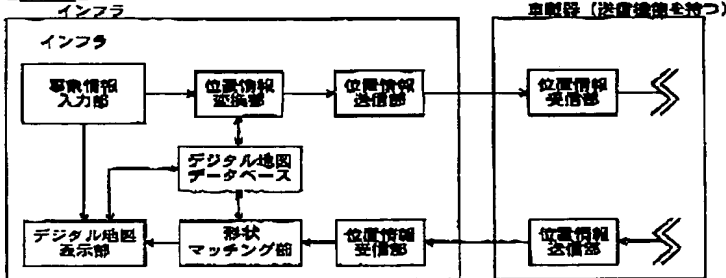 インフラ
車載器 (送信機能を持つ)
インフラ
事象情報
入力部
位置情報
変換部
位置情報
送信部
位置情報
受信部
デジタル地図
データベース
デジタル地図
表示部
形状
マッチング部
位置情報
受信部
位置情報
送信部